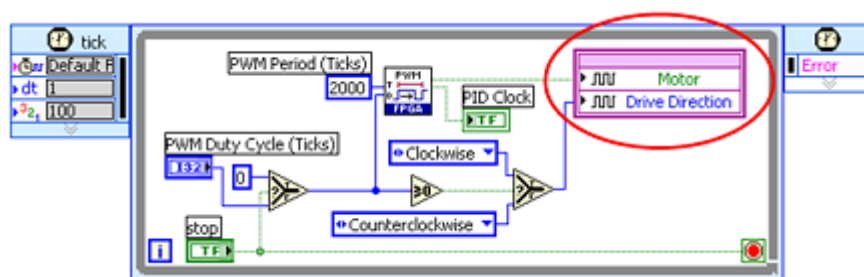 tick
Default F
dt 1
100
PWM Period (Ticks)
2000
PWM
T
FPGA
PID Clock
TF
Motor
Drive Direction
Error
PWM Duty Cycle (Ticks)
I32
0
?
≥0
Clockwise
?
Counterclockwise
stop
TF
i